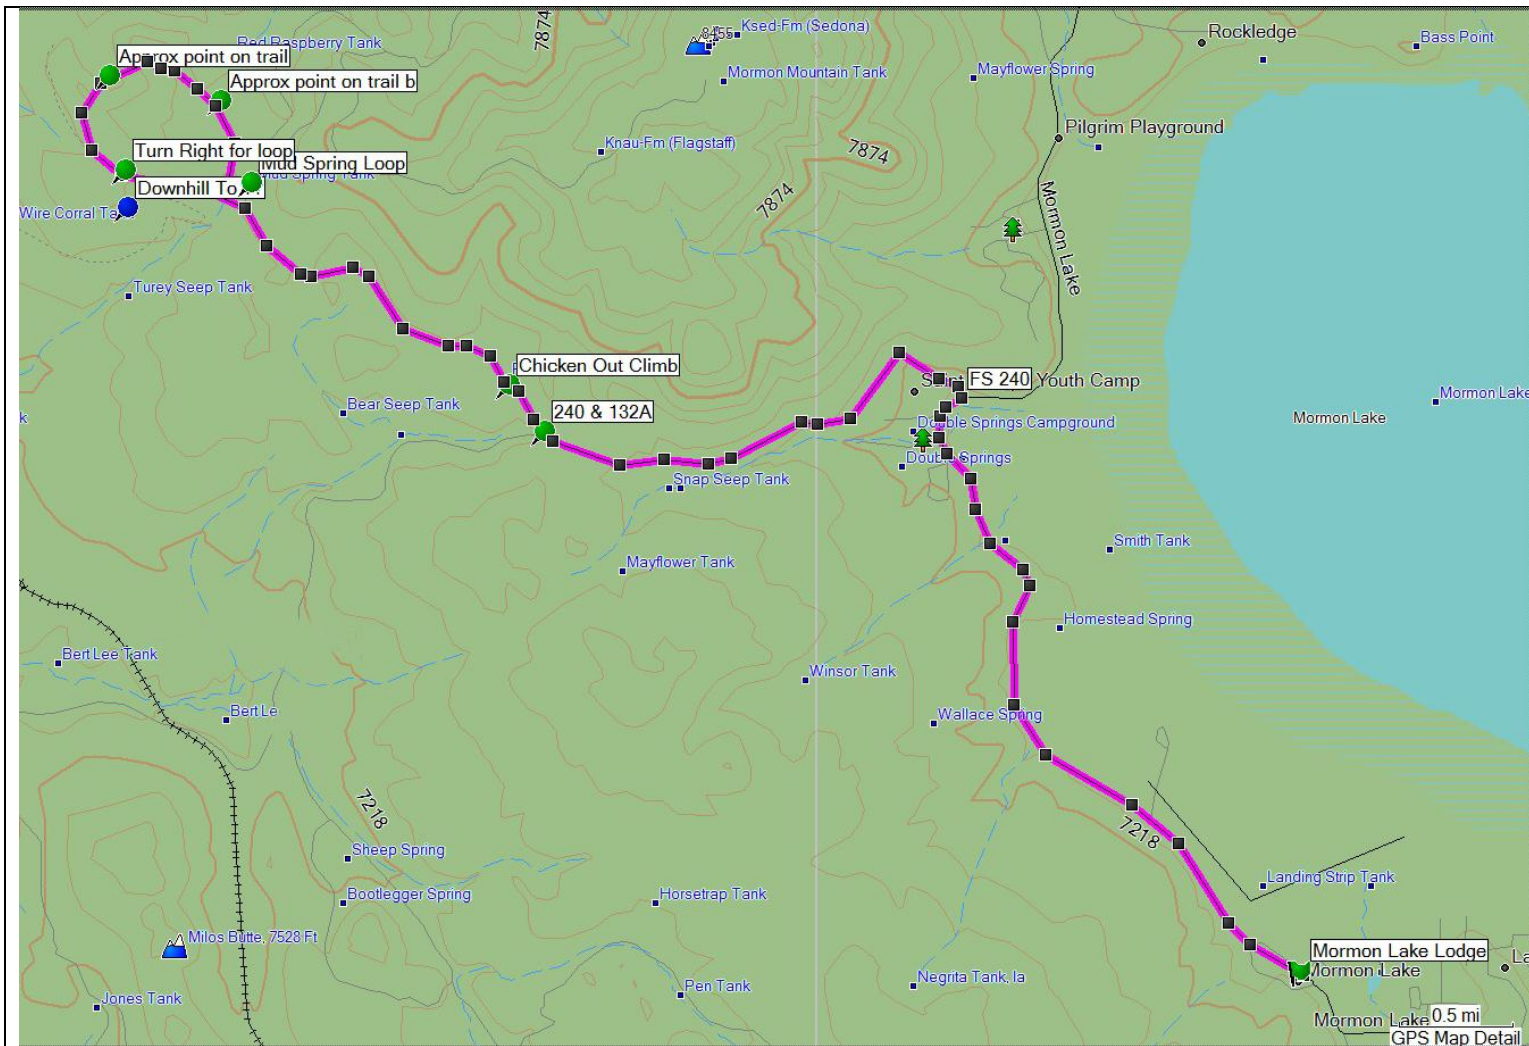 7874
8455
Ksed-Fm (Sedona)
Rockledge
Bass Point
Red Raspberry Tank
Approx point on trail
Mormon Mountain Tank
Mayflower Spring
Approx point on trail b
Pilgrim Playground
Knau-Fm (Flagstaff)
7874
Turn Right for loop
Mud Spring Loop
Mud Spring Tank
Downhill To
7874
Mormon Lake
Wire Corral Ta
Turey Seep Tank
Chicken Out Climb
FS 240
Youth Camp
Bear Seep Tank
240 & 132A
Mormon Lake
Mormon Lake
Double Springs Campground
Double Springs
Snap Seep Tank
Smith Tank
Mayflower Tank
Homestead Spring
Bert Lee Tank
Winsor Tank
Bert Le
Wallace Spring
7218
7218
Sheep Spring
Landing Strip Tank
Bootlegger Spring
Horsetrap Tank
Milos Butte, 7528 Ft
Mormon Lake Lodge
La
Mormon Lake
Negrita Tank, la
Pen Tank
Jones Tank
Mormon Lake
0.5 mi
GPS Map Detail